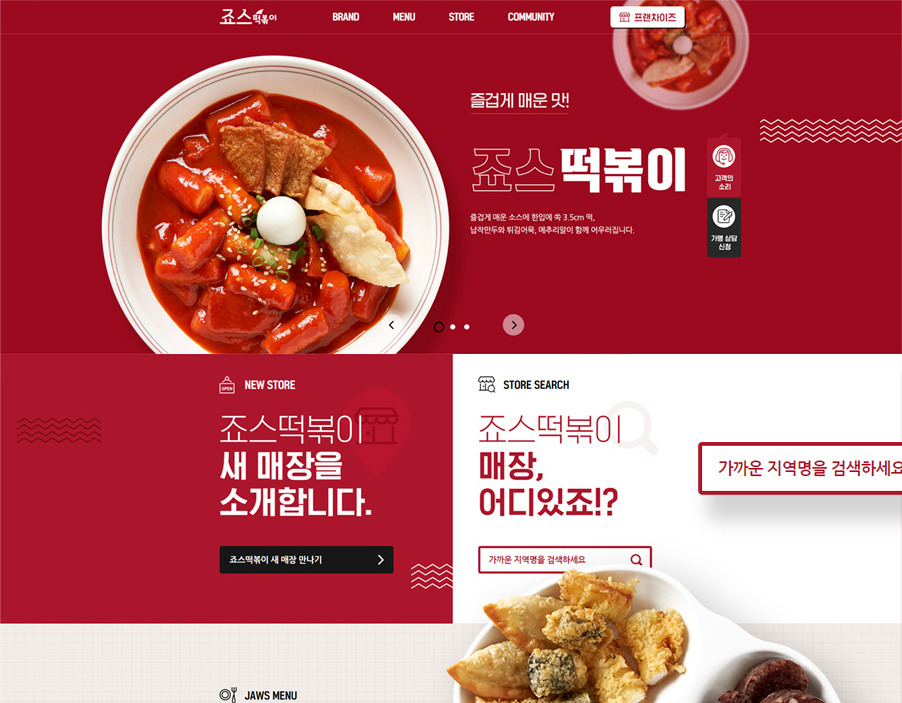 죠스떡볶이
BRAND
MENU
STORE
COMMUNITY
프랜차이즈
즐겁게 매운 맛!
죠스떡볶이
즐겁게 매운 소스에 한입에 쏙 3.5cm 떡,
납작만두와 튀김어묵, 메추리알이 함께 어우러집니다.
고객의
소리
가맹 상담
신청
OPEN
NEW STORE
죠스떡볶이
새 매장을
소개합니다.
죠스떡볶이 새 매장 만나기
STORE SEARCH
죠스떡볶이
매장,
어디있죠!?
가까운 지역명을 검색하세요
가까운 지역명을 검색하세요
JAWS MENU